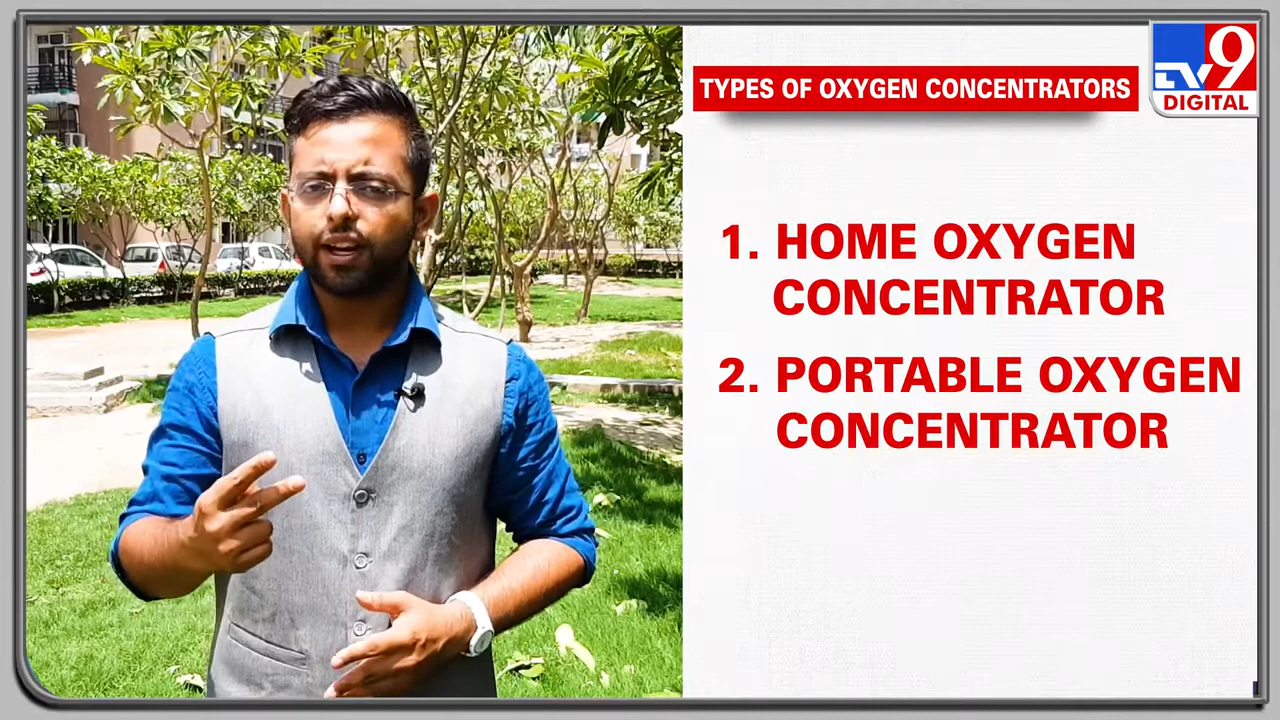 TYPES OF OXYGEN CONCENTRATORS
TV9
DIGITAL
1. HOME OXYGEN
CONCENTRATOR
2. PORTABLE OXYGEN
CONCENTRATOR